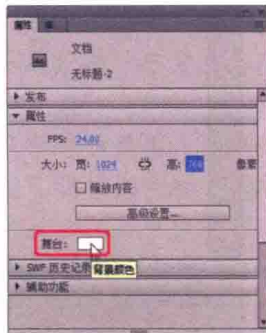 属性 库
文档
无标题-2
发布
属性
FPS: 24.00
大小: 宽: 1024 高: 768 像素
缩放内容
高级设置...
舞台:
SWF 历史记录
背景颜色
辅助功能